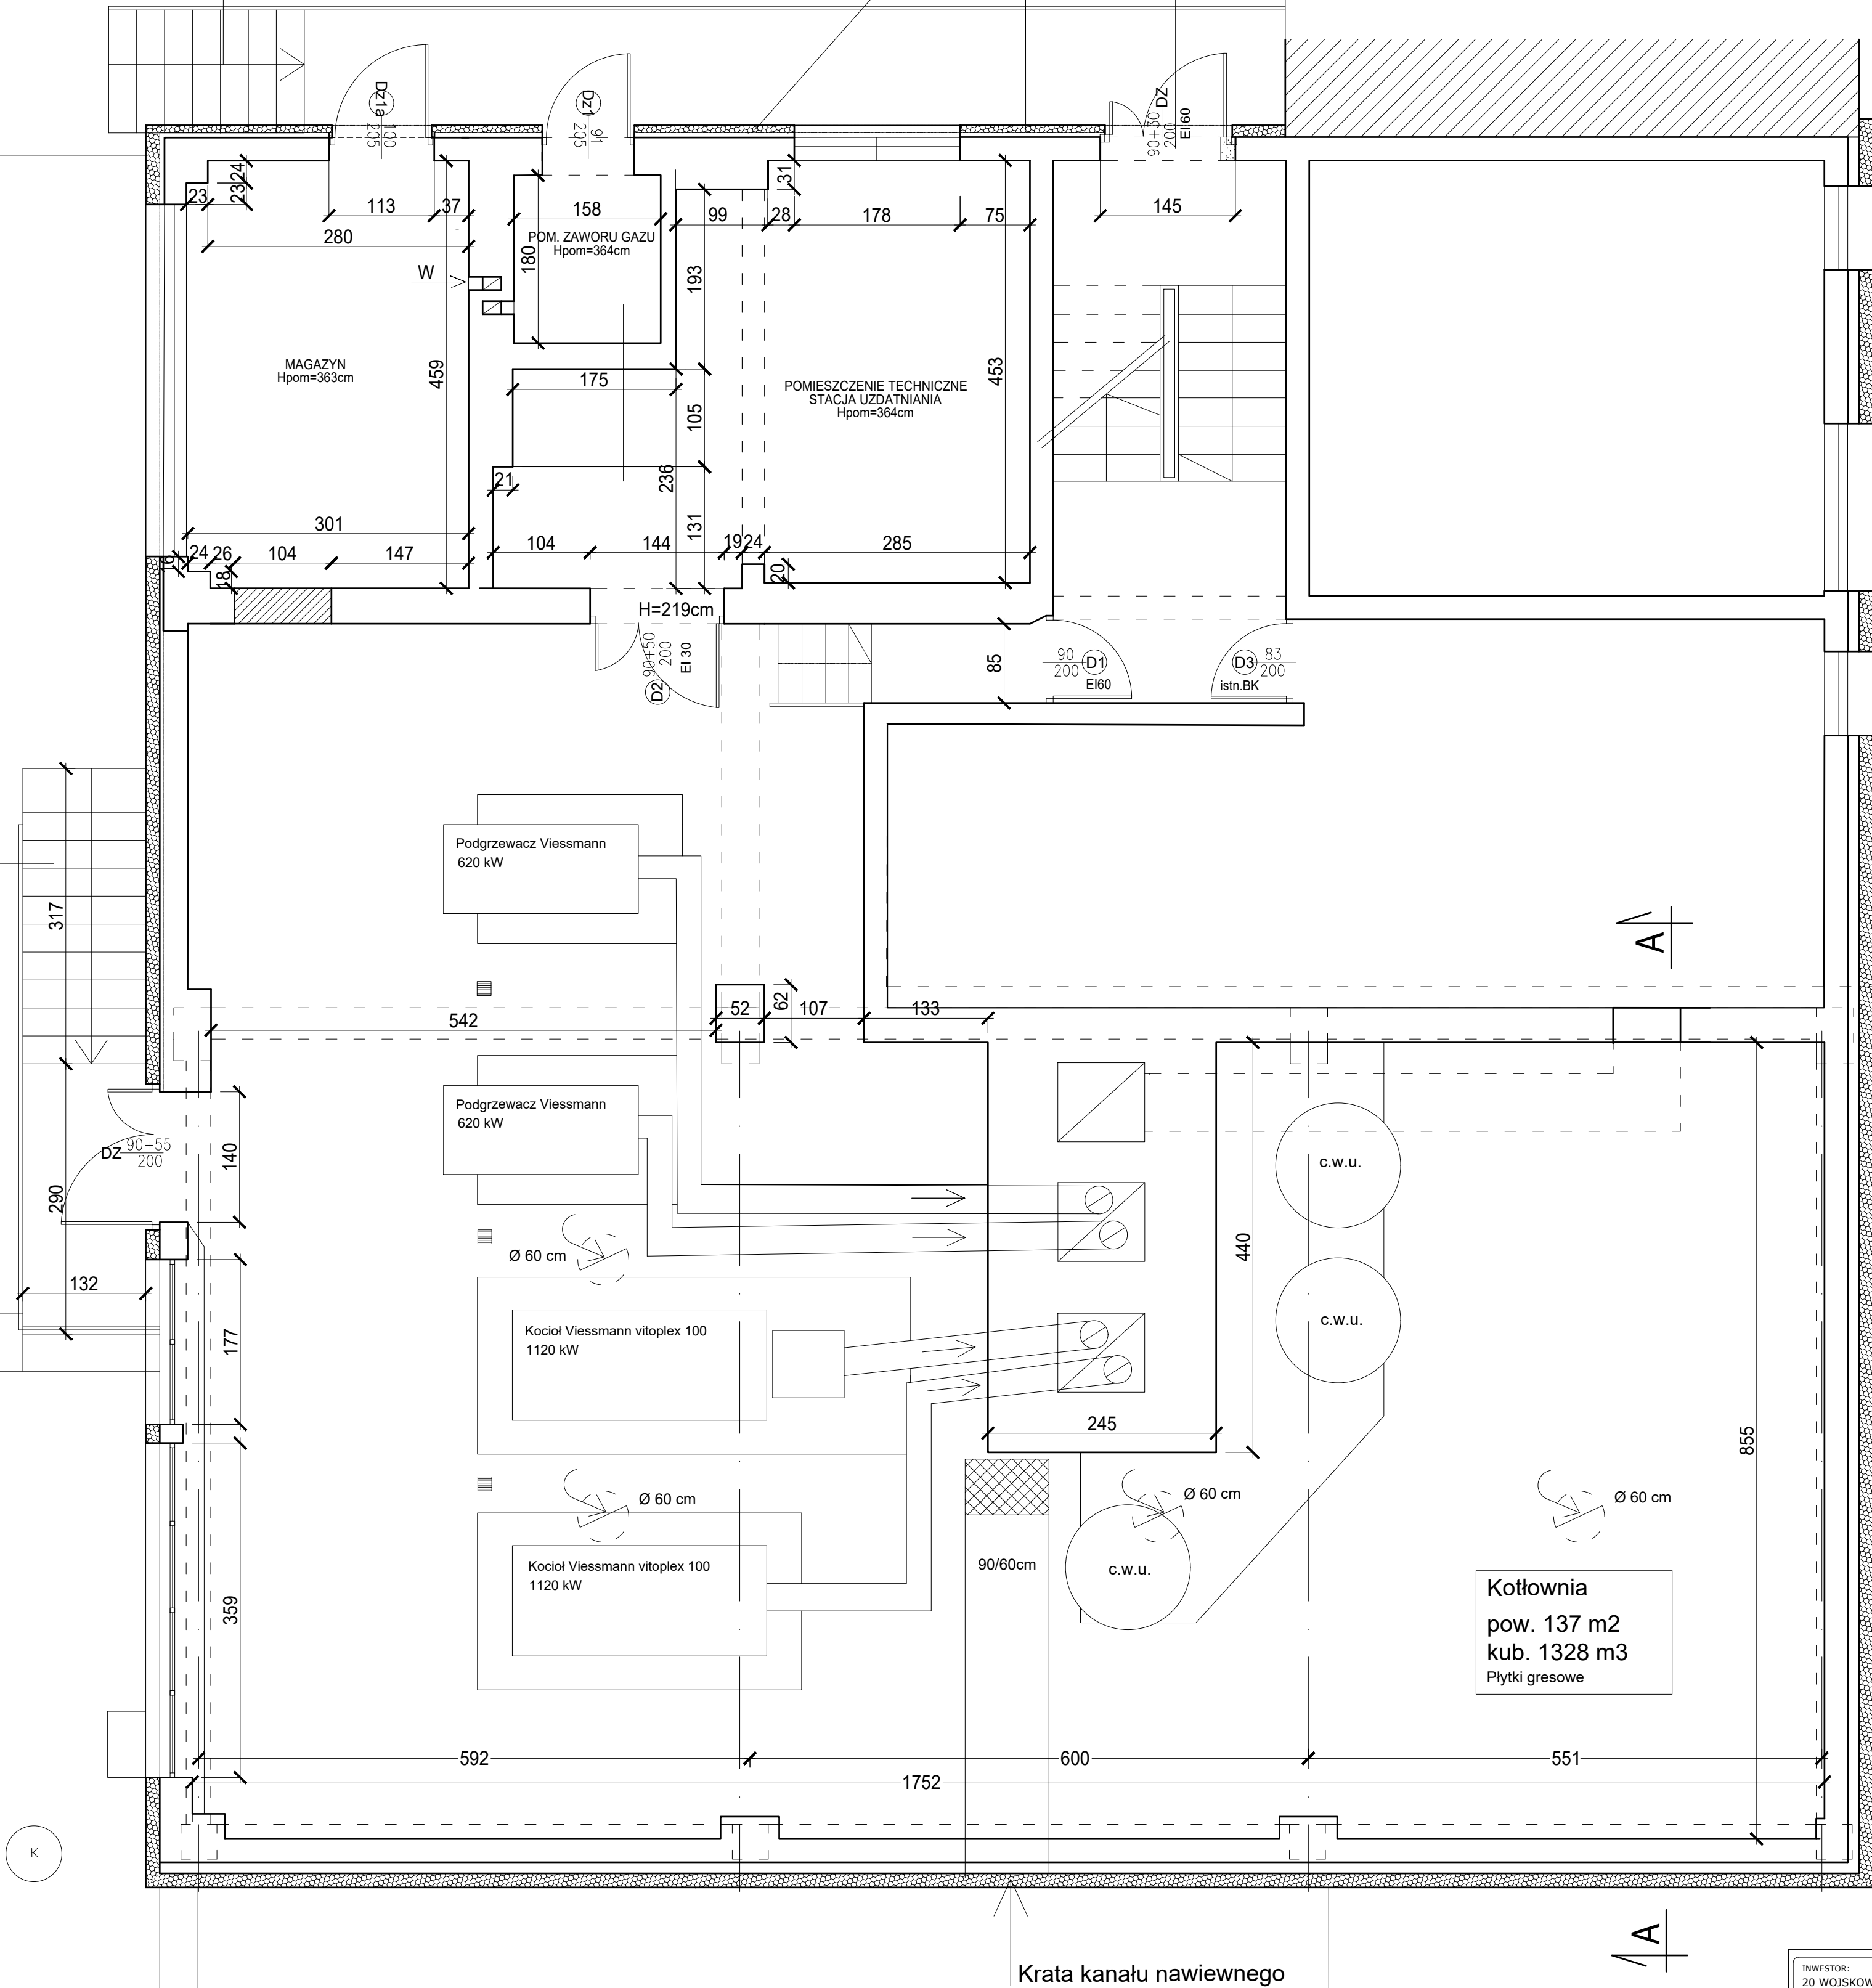 Dz1a
100
205
Dz1
91
205
DZ
90+30
200
EI 60
24
23
23
113
37
280
158
POM. ZAWORU GAZU
Hpom=364cm
180
31
99
28
178
75
145
W
193
MAGAZYN
Hpom=363cm
459
175
105
POMIESZCZENIE TECHNICZNE
STACJA UZDATNIANIA
Hpom=364cm
453
21
236
131
301
24
26
104
147
18
104
144
19
24
285
20
H=219cm
D2
90+50
200
EI 30
85
90
200
D1
EI60
D3
83
200
istn.BK
Podgrzewacz Viessmann
620 kW
317
A
542
52
62
107
133
Podgrzewacz Viessmann
620 kW
DZ
90+55
200
140
290
c.w.u.
Ø 60 cm
440
132
177
Kocioł Viessmann vitoplex 100
1120 kW
c.w.u.
245
855
Ø 60 cm
Ø 60 cm
Ø 60 cm
359
Kocioł Viessmann vitoplex 100
1120 kW
90/60cm
c.w.u.
Kotłownia
pow. 137 m2
kub. 1328 m3
Płytki gresowe
592
600
551
1752
K
A
Krata kanału nawiewnego
INWESTOR:
20 WOJSKOW